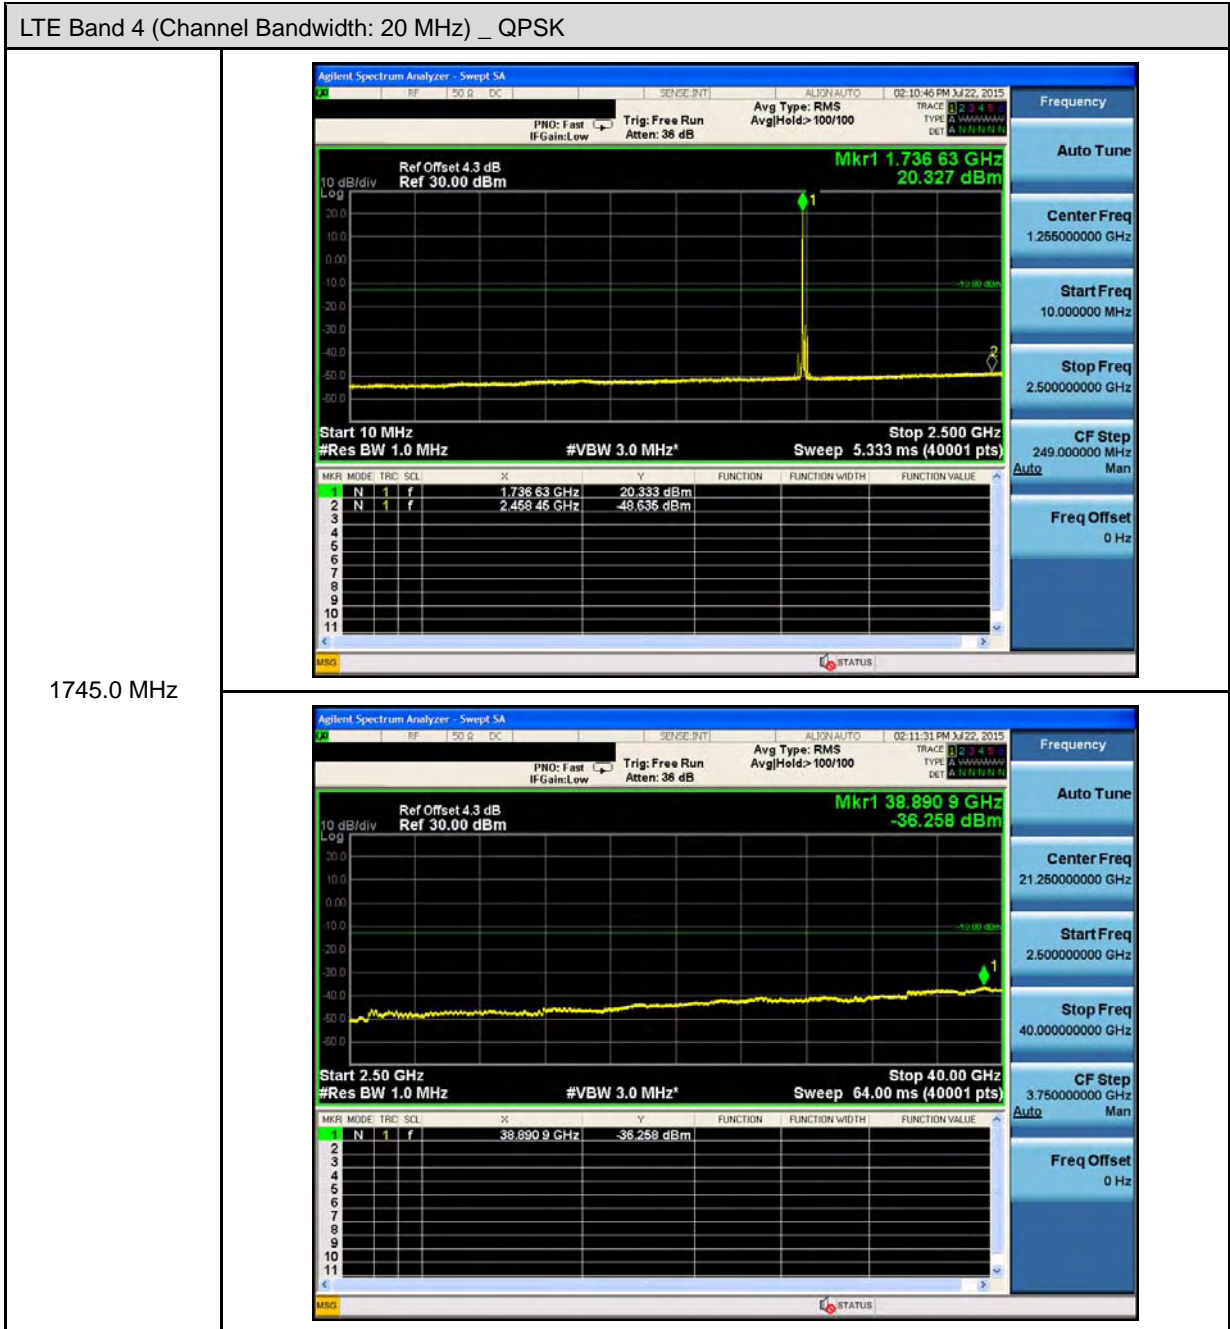 LTE Band 4 (Channel Bandwidth: 20 MHz) _ QPSK
1745.0 MHz
Agilent Spectrum Analyzer - Swept SA
RF 50 Ω DC SENSE:INT ALIGN AUTO 02:10:46 PM Jul 22, 2015
PNO: Fast Trig: Free Run Avg Type: RMS TRACE 1 2 3 4 5 6
IFGain:Low Atten: 36 dB Avg|Hold:> 100/100 TYPE A
DET A N N N N N
Mkr1 1.736 63 GHz
20.327 dBm
Ref Offset 4.3 dB
10 dB/div Ref 30.00 dBm
Log
20.0
10.0
0.00
-10.0
-20.0
-30.0
-40.0
-50.0
-60.0
1
2
Start 10 MHz Stop 2.500 GHz
#Res BW 1.0 MHz #VBW 3.0 MHz* Sweep 5.333 ms (40001 pts)
MKR MODE TRC SCL X Y FUNCTION FUNCTION WIDTH FUNCTION VALUE
1 N 1 f 1.736 63 GHz 20.333 dBm
2 N 1 f 2.458 45 GHz -48.635 dBm
3
4
5
6
7
8
9
10
11
MSG STATUS
Frequency
Auto Tune
Center Freq
1.255000000 GHz
Start Freq
10.000000 MHz
Stop Freq
2.500000000 GHz
CF Step
249.000000 MHz
Auto Man
Freq Offset
0 Hz
Agilent Spectrum Analyzer - Swept SA
RF 50 Ω DC SENSE:INT ALIGN AUTO 02:11:31 PM Jul 22, 2015
PNO: Fast Trig: Free Run Avg Type: RMS TRACE 1 2 3 4 5 6
IFGain:Low Atten: 36 dB Avg|Hold:> 100/100 TYPE A
DET A N N N N N
Mkr1 38.890 9 GHz
-36.258 dBm
Ref Offset 4.3 dB
10 dB/div Ref 30.00 dBm
Log
20.0
10.0
0.00
-10.0
-20.0
-30.0
-40.0
-50.0
-60.0
1
Start 2.50 GHz Stop 40.00 GHz
#Res BW 1.0 MHz #VBW 3.0 MHz* Sweep 64.00 ms (40001 pts)
MKR MODE TRC SCL X Y FUNCTION FUNCTION WIDTH FUNCTION VALUE
1 N 1 f 38.890 9 GHz -36.258 dBm
2
3
4
5
6
7
8
9
10
11
MSG STATUS
Frequency
Auto Tune
Center Freq
21.250000000 GHz
Start Freq
2.500000000 GHz
Stop Freq
40.000000000 GHz
CF Step
3.750000000 GHz
Auto Man
Freq Offset
0 Hz